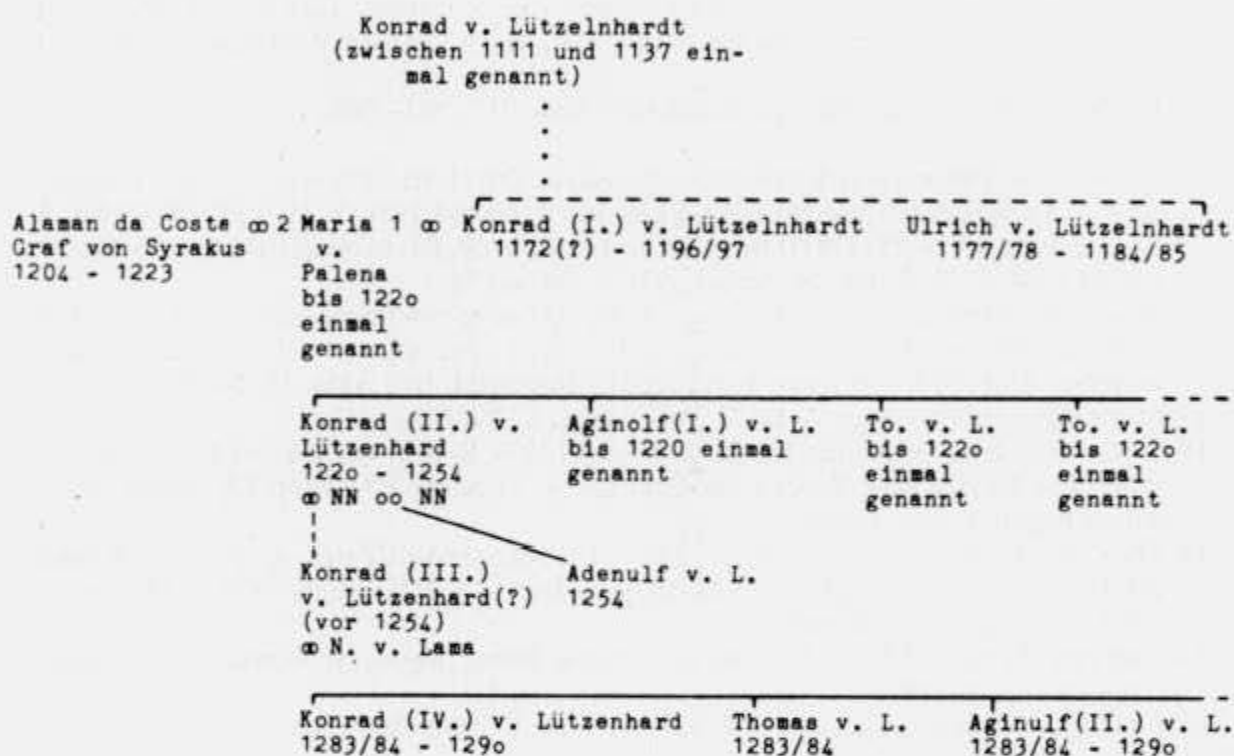 Konrad v. Lützelnhardt
(zwischen 1111 und 1137 ein-
mal genannt)
Alaman da Costa ꝏ 2 Maria 1 ꝏ Konrad (I.) v. Lützelnhardt Ulrich v. Lützelnhardt
Graf von Syrakus v. 1172(?) - 1196/97 1177/78 - 1184/85
1204 - 1223 Palena
bis 122o
einmal
genannt
Konrad (II.) v. Aginolf(I.) v. L. To. v. L. To. v. L.
Lützenhard bis 1220 einmal bis 122o bis 122o
122o - 1254 genannt einmal einmal
ꝏ NN oo NN genannt genannt
Konrad (III.) Adenulf v. L.
v. Lützenhard(?) 1254
(vor 1254)
ꝏ N. v. Lama
Konrad (IV.) v. Lützenhard Thomas v. L. Aginulf(II.) v. L.
1283/84 - 129o 1283/84 1283/84 - 129o